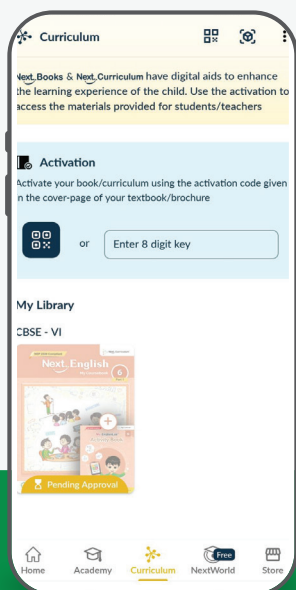 Curriculum
Next Books & Next Curriculum have digital aids to enhance
the learning experience of the child. Use the activation to
access the materials provided for students/teachers
Activation
Activate your book/curriculum using the activation code given
in the cover-page of your textbook/brochure
or
Enter 8 digit key
My Library
CBSE - VI
Next English
6
Pending Approval
Home
Academy
Curriculum
Free
NextWorld
Store